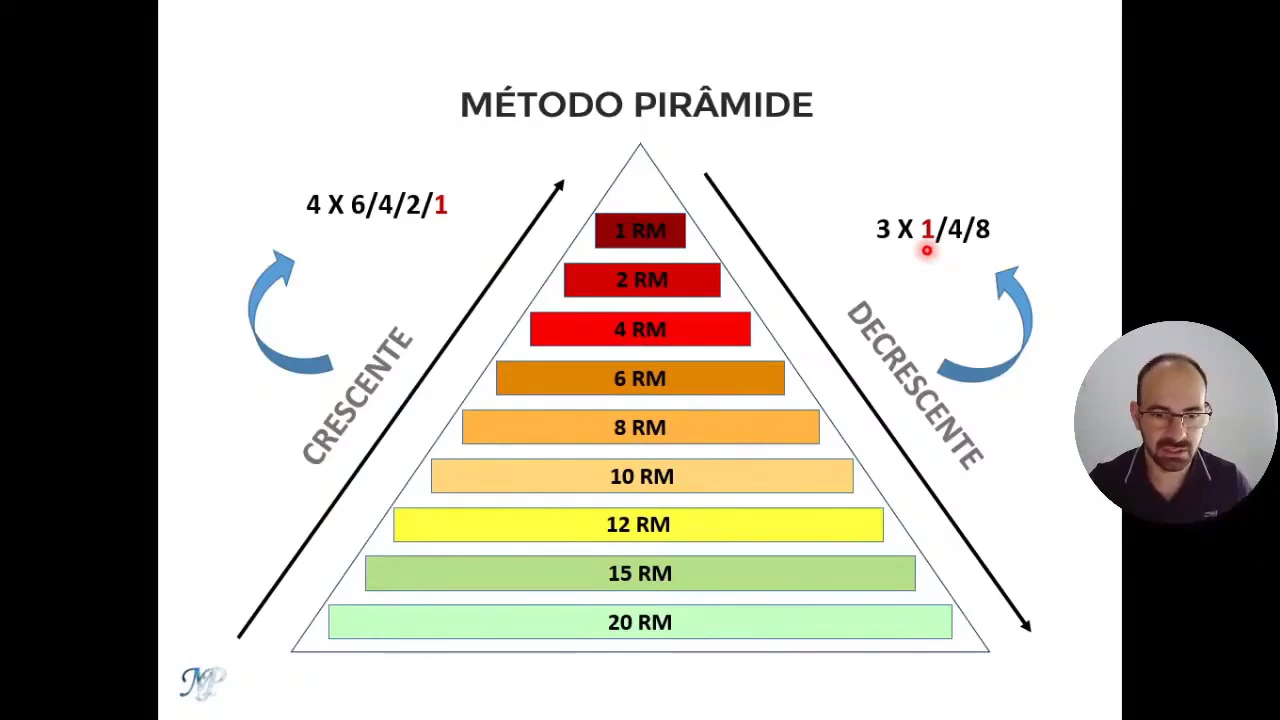 MÉTODO PIRÂMIDE
4 X 6/4/2/1
3 X 1/4/8
CRESCENTE
DECRESCENTE
1 RM
2 RM
4 RM
6 RM
8 RM
10 RM
12 RM
15 RM
20 RM
MP